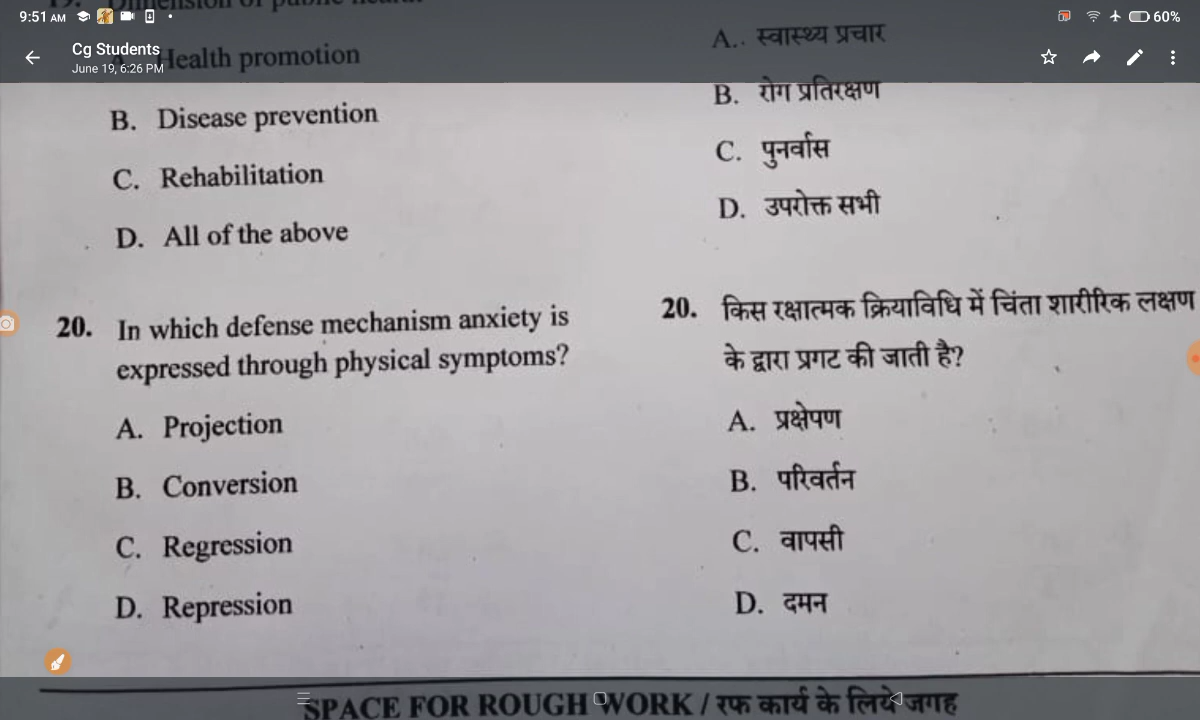 9:51 AM
60%
Cg Students
June 19, 6:26 PM
Health promotion
B. Disease prevention
C. Rehabilitation
D. All of the above
20. In which defense mechanism anxiety is
expressed through physical symptoms?
A. Projection
B. Conversion
C. Regression
D. Repression
A.. स्वास्थ्य प्रचार
B. रोग प्रतिरक्षण
C. पुनर्वास
D. उपरोक्त सभी
20. किस रक्षात्मक क्रियाविधि में चिंता शारीरिक लक्षण
के द्वारा प्रगट की जाती है?
A. प्रक्षेपण
B. परिवर्तन
C. वापसी
D. दमन
SPACE FOR ROUGH WORK / रफ कार्य के लिये जगह